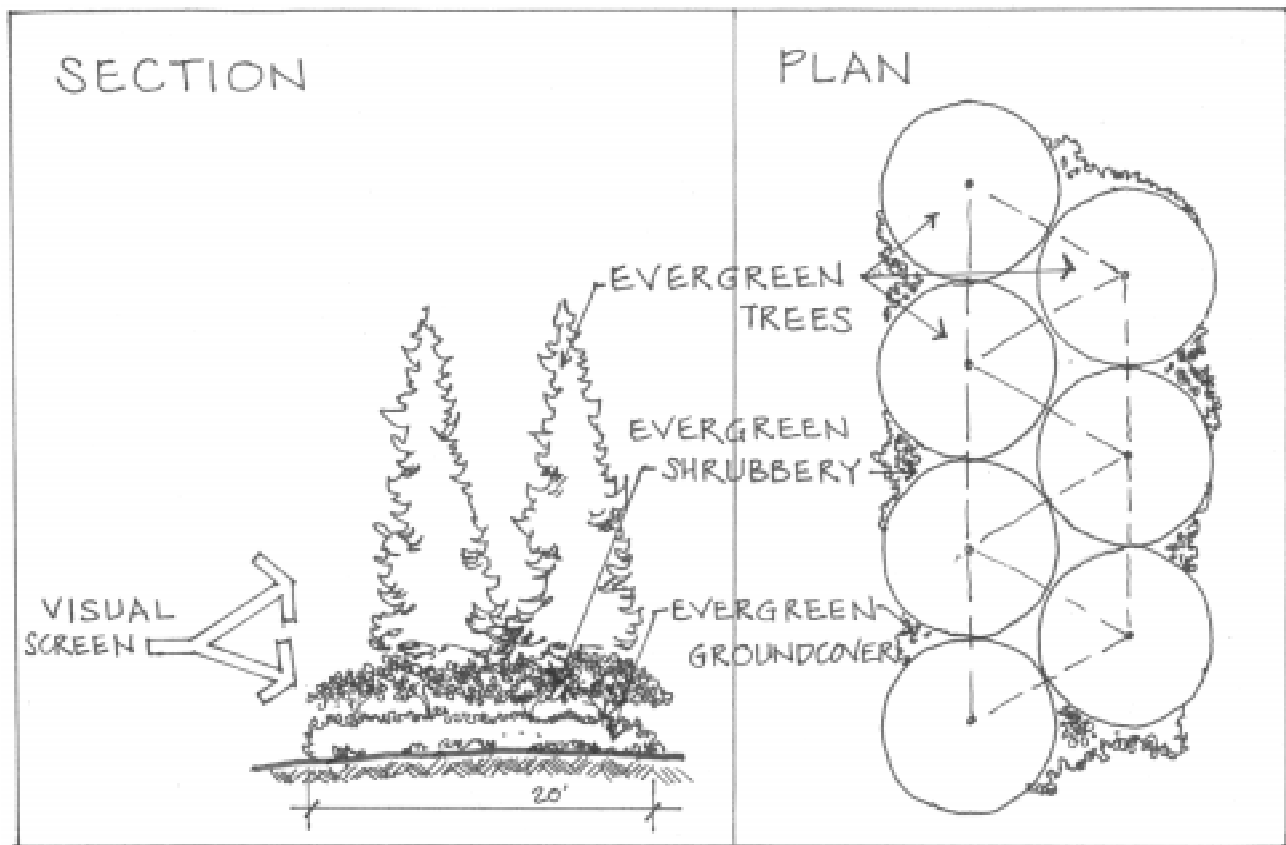 SECTION
PLAN
EVERGREEN
TREES
EVERGREEN
SHRUBBERY
VISUAL
SCREEN
EVERGREEN
GROUNDCOVER
20'